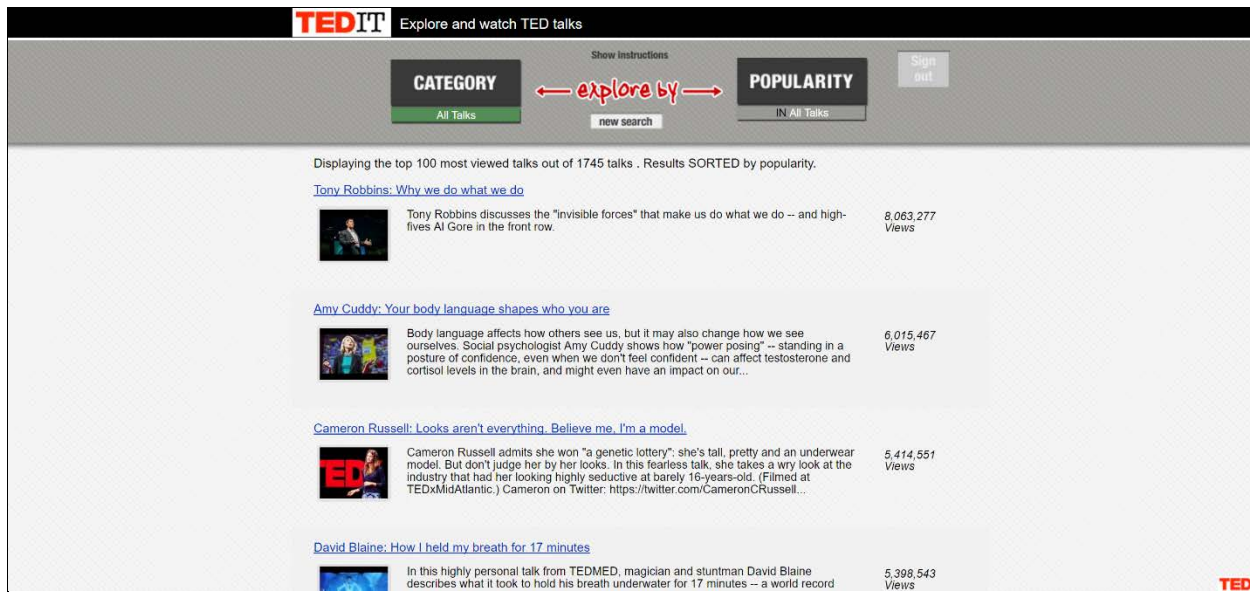 TEDIT Explore and watch TED talks
Show instructions
CATEGORY
All Talks
explore by
new search
POPULARITY
IN All Talks
Sign
out
Displaying the top 100 most viewed talks out of 1745 talks . Results SORTED by popularity.
Tony Robbins: Why we do what we do
Tony Robbins discusses the "invisible forces" that make us do what we do -- and high-
fives Al Gore in the front row.
8,063,277
Views
Amy Cuddy: Your body language shapes who you are
Body language affects how others see us, but it may also change how we see
ourselves. Social psychologist Amy Cuddy shows how "power posing" -- standing in a
posture of confidence, even when we don't feel confident -- can affect testosterone and
cortisol levels in the brain, and might even have an impact on our...
6,015,467
Views
Cameron Russell: Looks aren't everything. Believe me, I'm a model.
TED
Cameron Russell admits she won "a genetic lottery": she's tall, pretty and an underwear
model. But don't judge her by her looks. In this fearless talk, she takes a wry look at the
industry that had her looking highly seductive at barely 16-years-old. (Filmed at
TEDxMidAtlantic.) Cameron on Twitter: https://twitter.com/CameronCRussell...
5,414,551
Views
David Blaine: How I held my breath for 17 minutes
In this highly personal talk from TEDMED, magician and stuntman David Blaine
describes what it took to hold his breath underwater for 17 minutes -- a world record
5,398,543
Views
TED